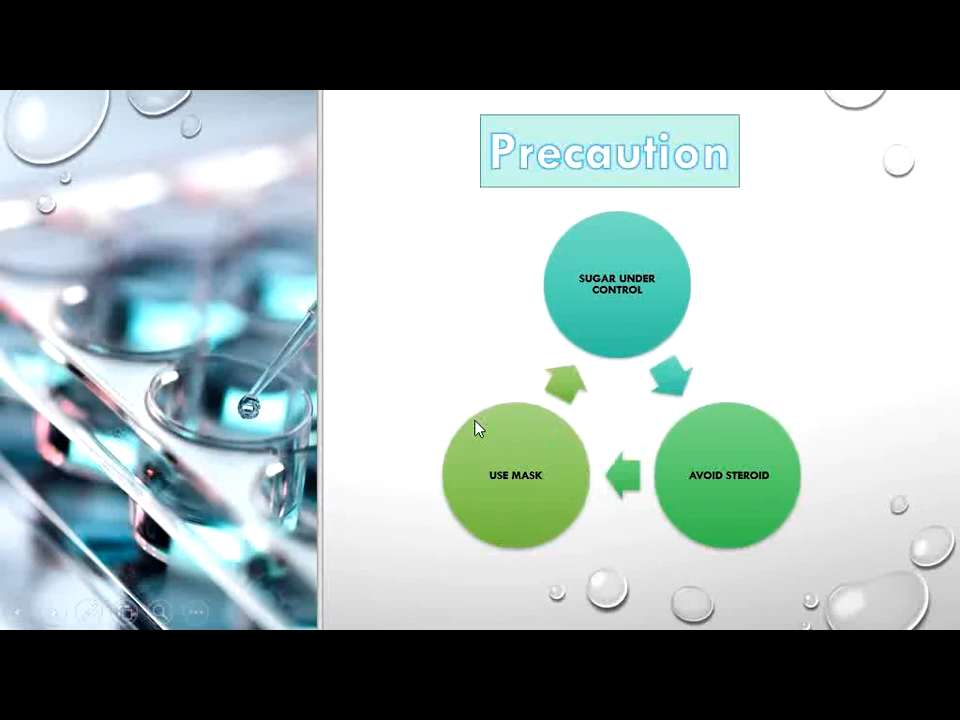 Precaution
SUGAR UNDER
CONTROL
USE MASK
AVOID STEROID